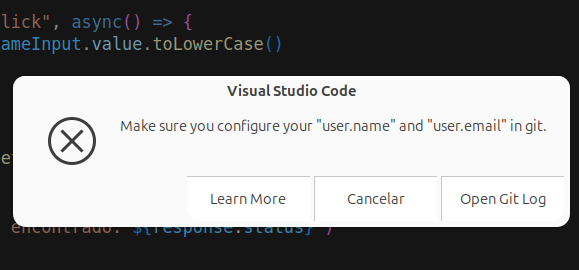 lick", async() => {
ameInput.value.toLowerCase()
Visual Studio Code
Make sure you configure your "user.name" and "user.email" in git.
Learn More
Cancelar
Open Git Log
encontrado: ${response.status}`)